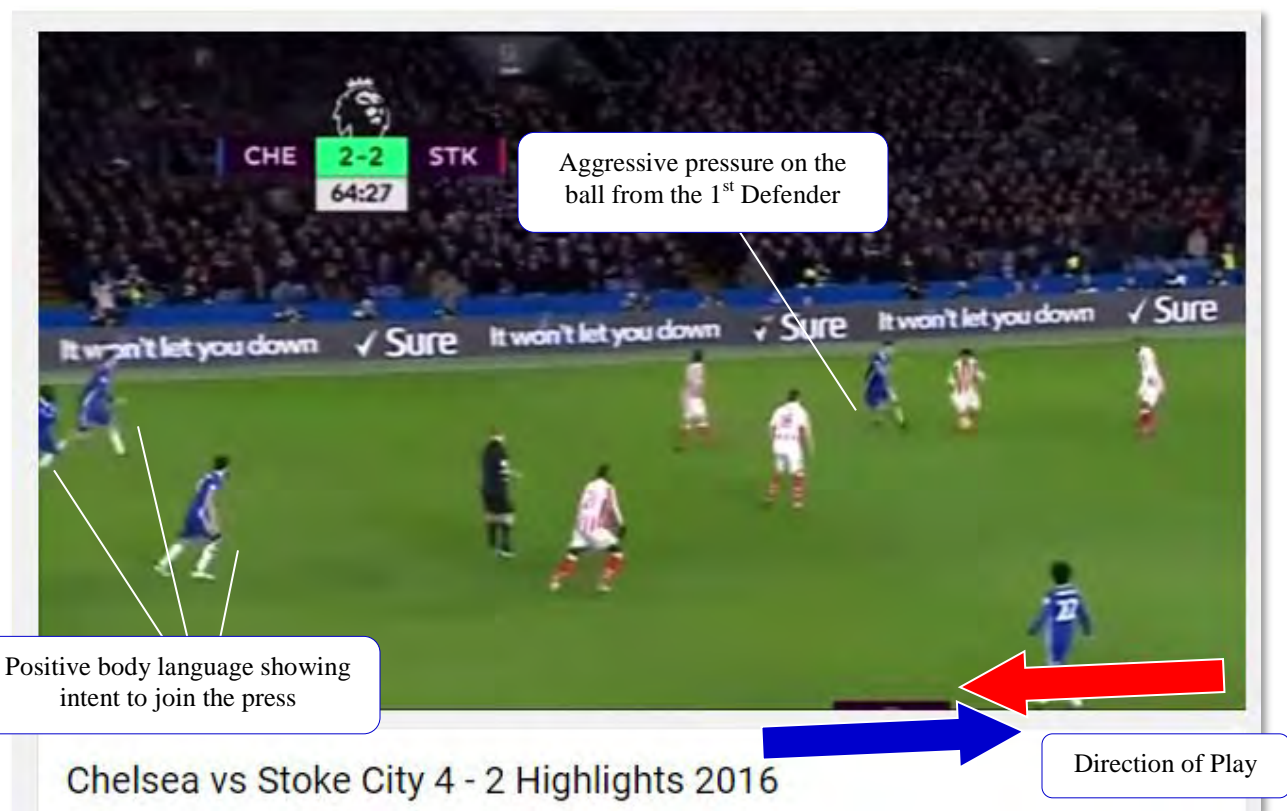 CHE 2-2 STK
64:27
Aggressive pressure on the
ball from the 1st Defender
It won't let you down ✓ Sure It won't let you down ✓ Sure It won't let you down ✓ Sure
22
Positive body language showing
intent to join the press
Direction of Play
Chelsea vs Stoke City 4 - 2 Highlights 2016